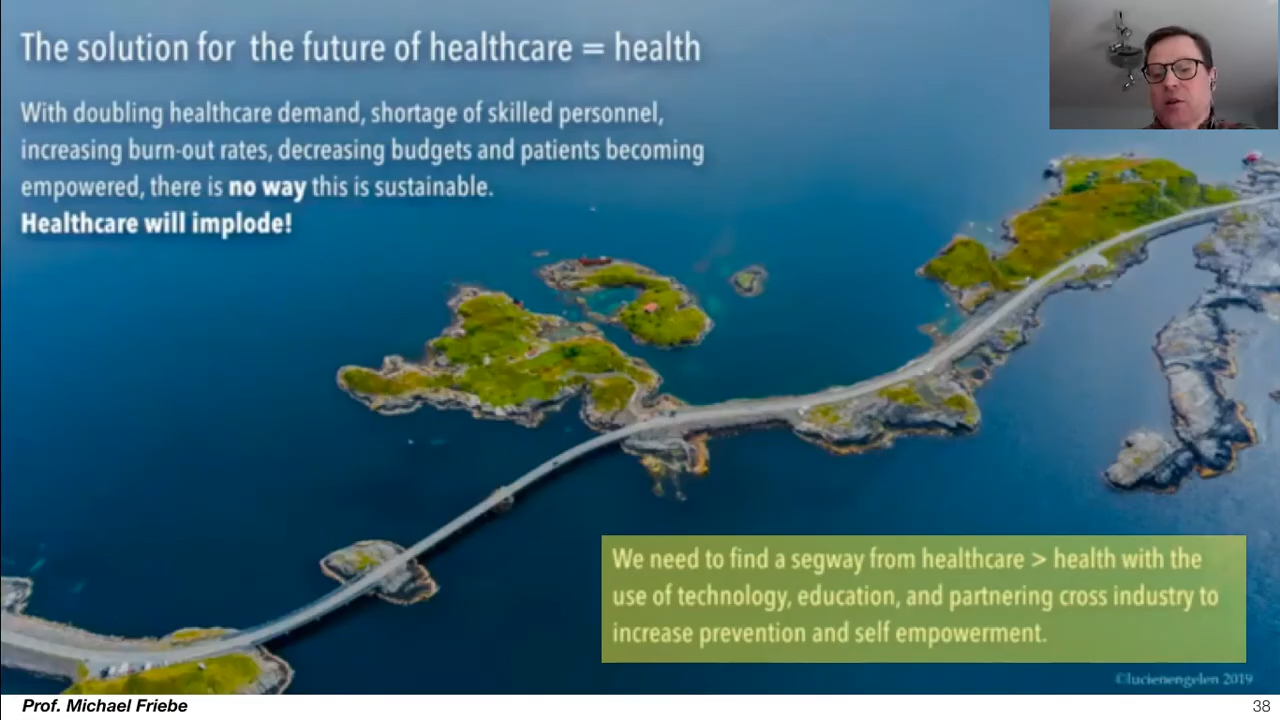 The solution for the future of healthcare = health
With doubling healthcare demand, shortage of skilled personnel,
increasing burn-out rates, decreasing budgets and patients becoming
empowered, there is no way this is sustainable.
Healthcare will implode!
We need to find a segway from healthcare > health with the
use of technology, education, and partnering cross industry to
increase prevention and self empowerment.
©lucienengelen 2019
Prof. Michael Friebe
38